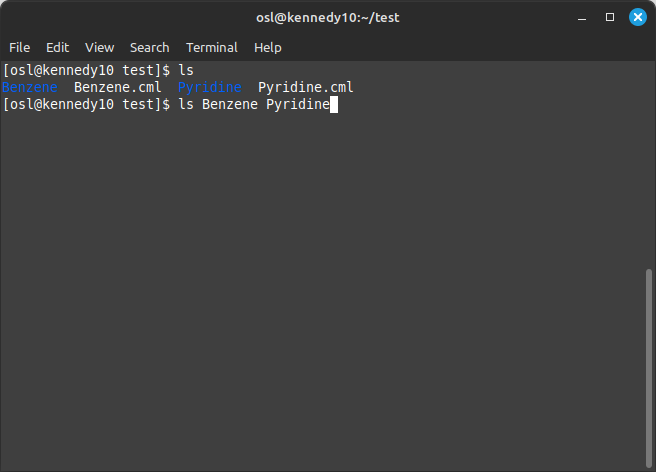 osl@kennedy10:~/test
File Edit View Search Terminal Help
[osl@kennedy10 test]$ ls
Benzene  Benzene.cml  Pyridine  Pyridine.cml
[osl@kennedy10 test]$ ls Benzene Pyridine